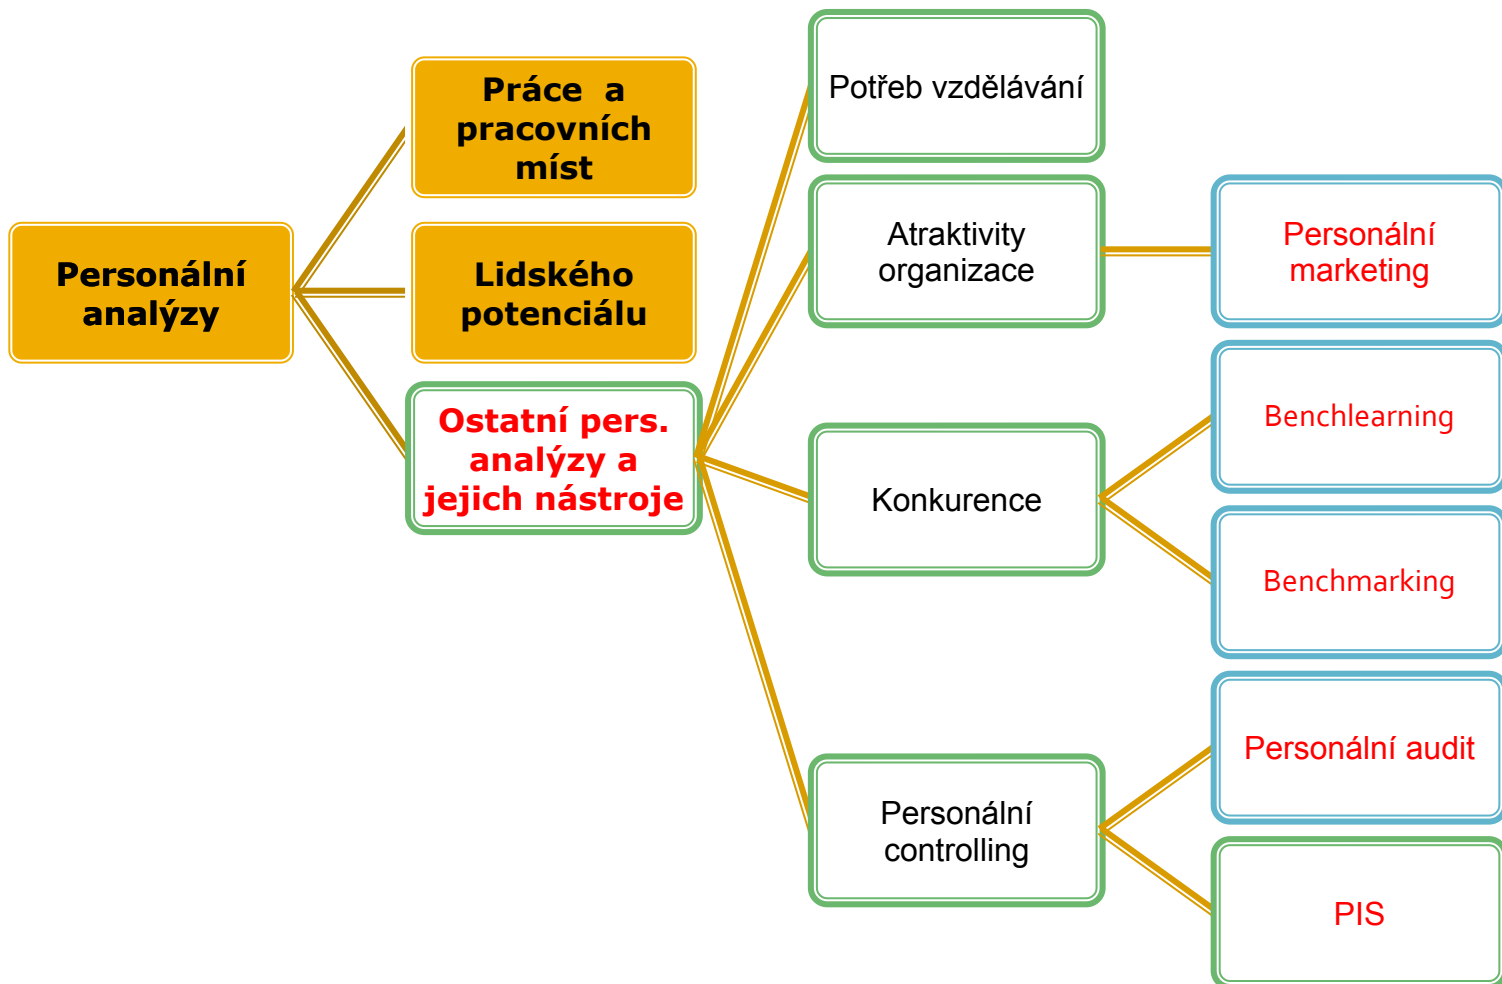 Personální
analýzy
Práce a
pracovních
míst
Lidského
potenciálu
Ostatní pers.
analýzy a
jejich nástroje
Potřeb vzdělávání
Atraktivity
organizace
Konkurence
Personální
controlling
Personální
marketing
Benchlearning
Benchmarking
Personální audit
PIS